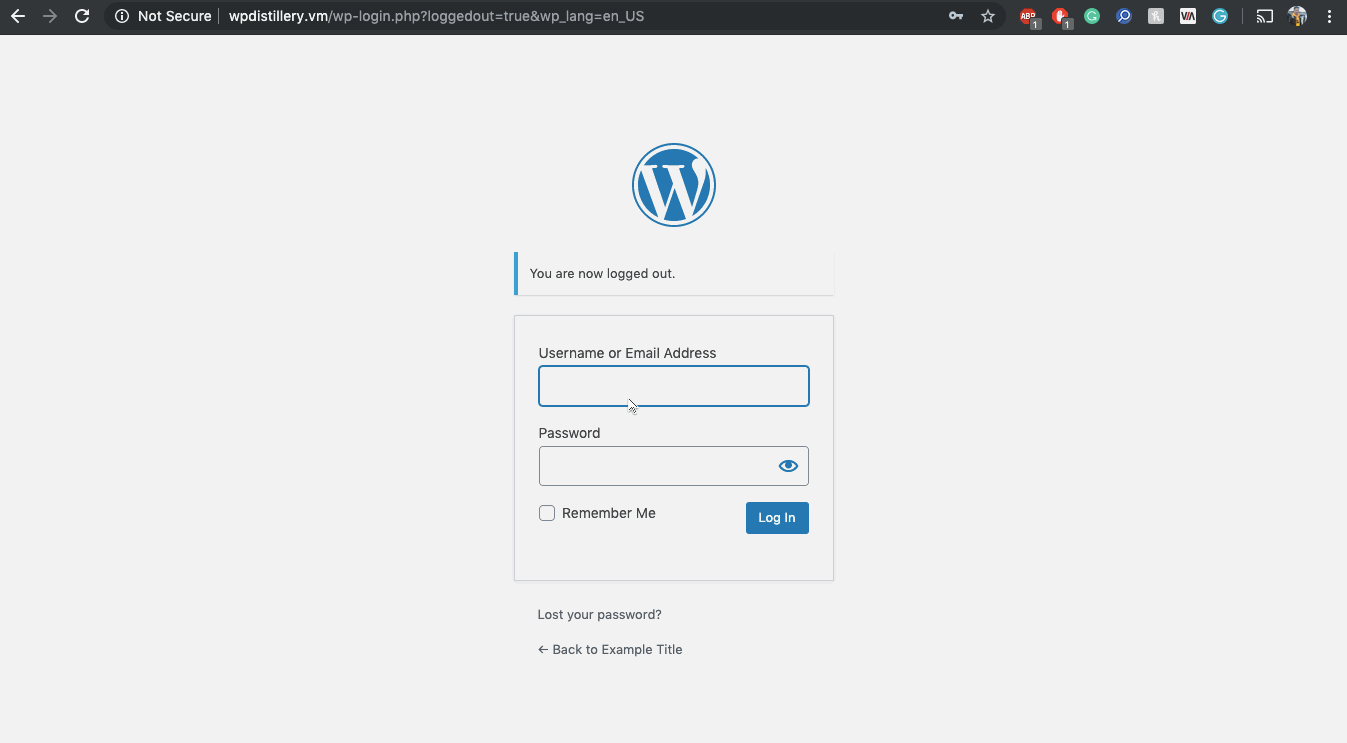 Not Secure wpdistillery.vm/wp-login.php?loggedout=true&wp_lang=en_US
ABP 1 1
You are now logged out.
Username or Email Address
Password
Remember Me
Log In
Lost your password?
← Back to Example Title